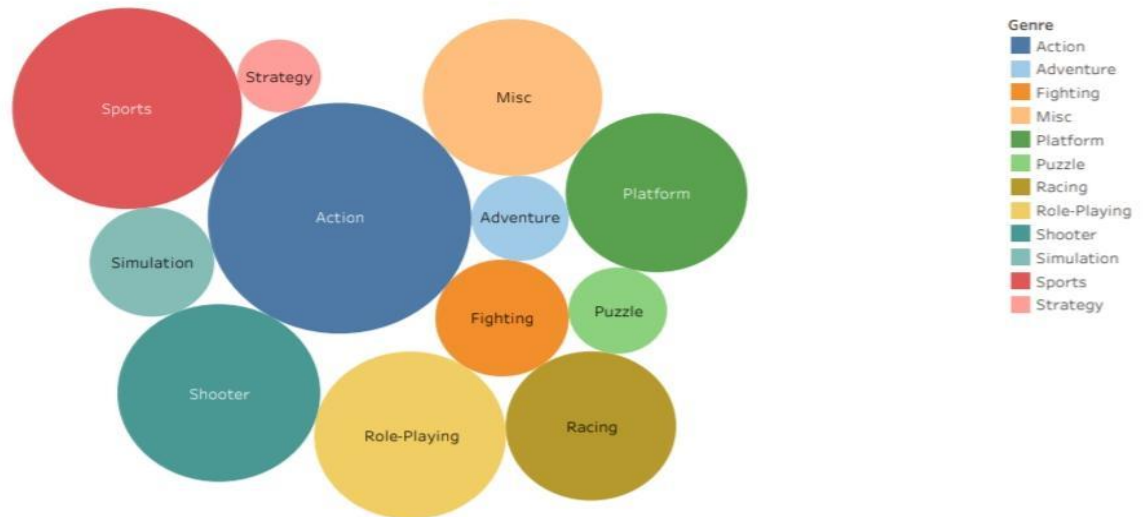 Strategy
Sports
Misc
Platform
Action
Adventure
Simulation
Puzzle
Fighting
Shooter
Racing
Role-Playing
Genre
Action
Adventure
Fighting
Misc
Platform
Puzzle
Racing
Role-Playing
Shooter
Simulation
Sports
Strategy